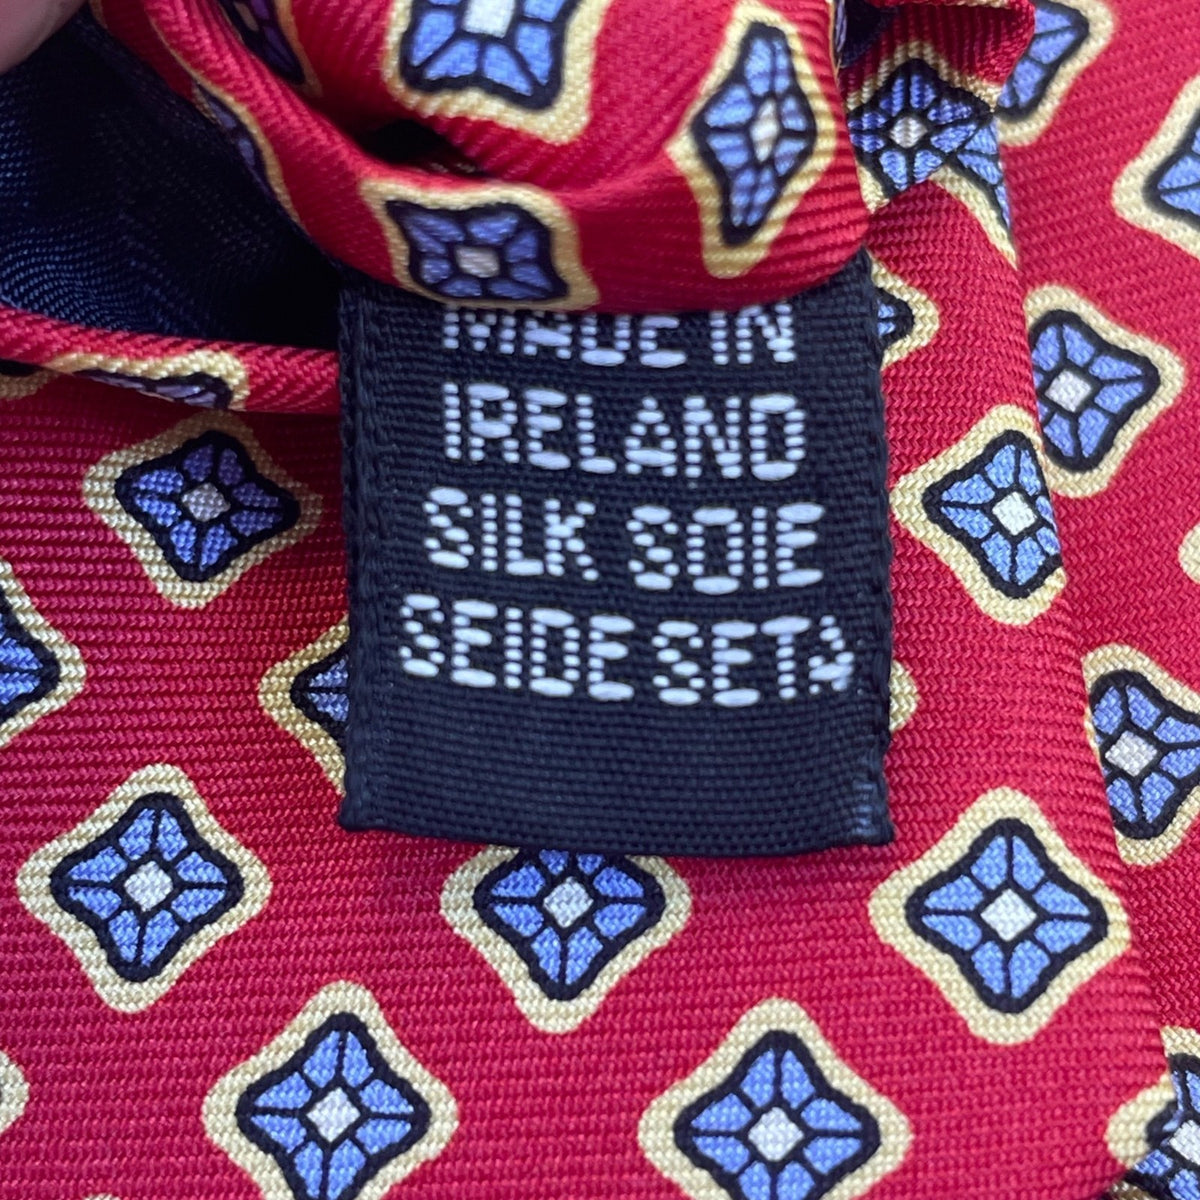 MADE IN
IRELAND
SILK SOIE
SEIDE SETA